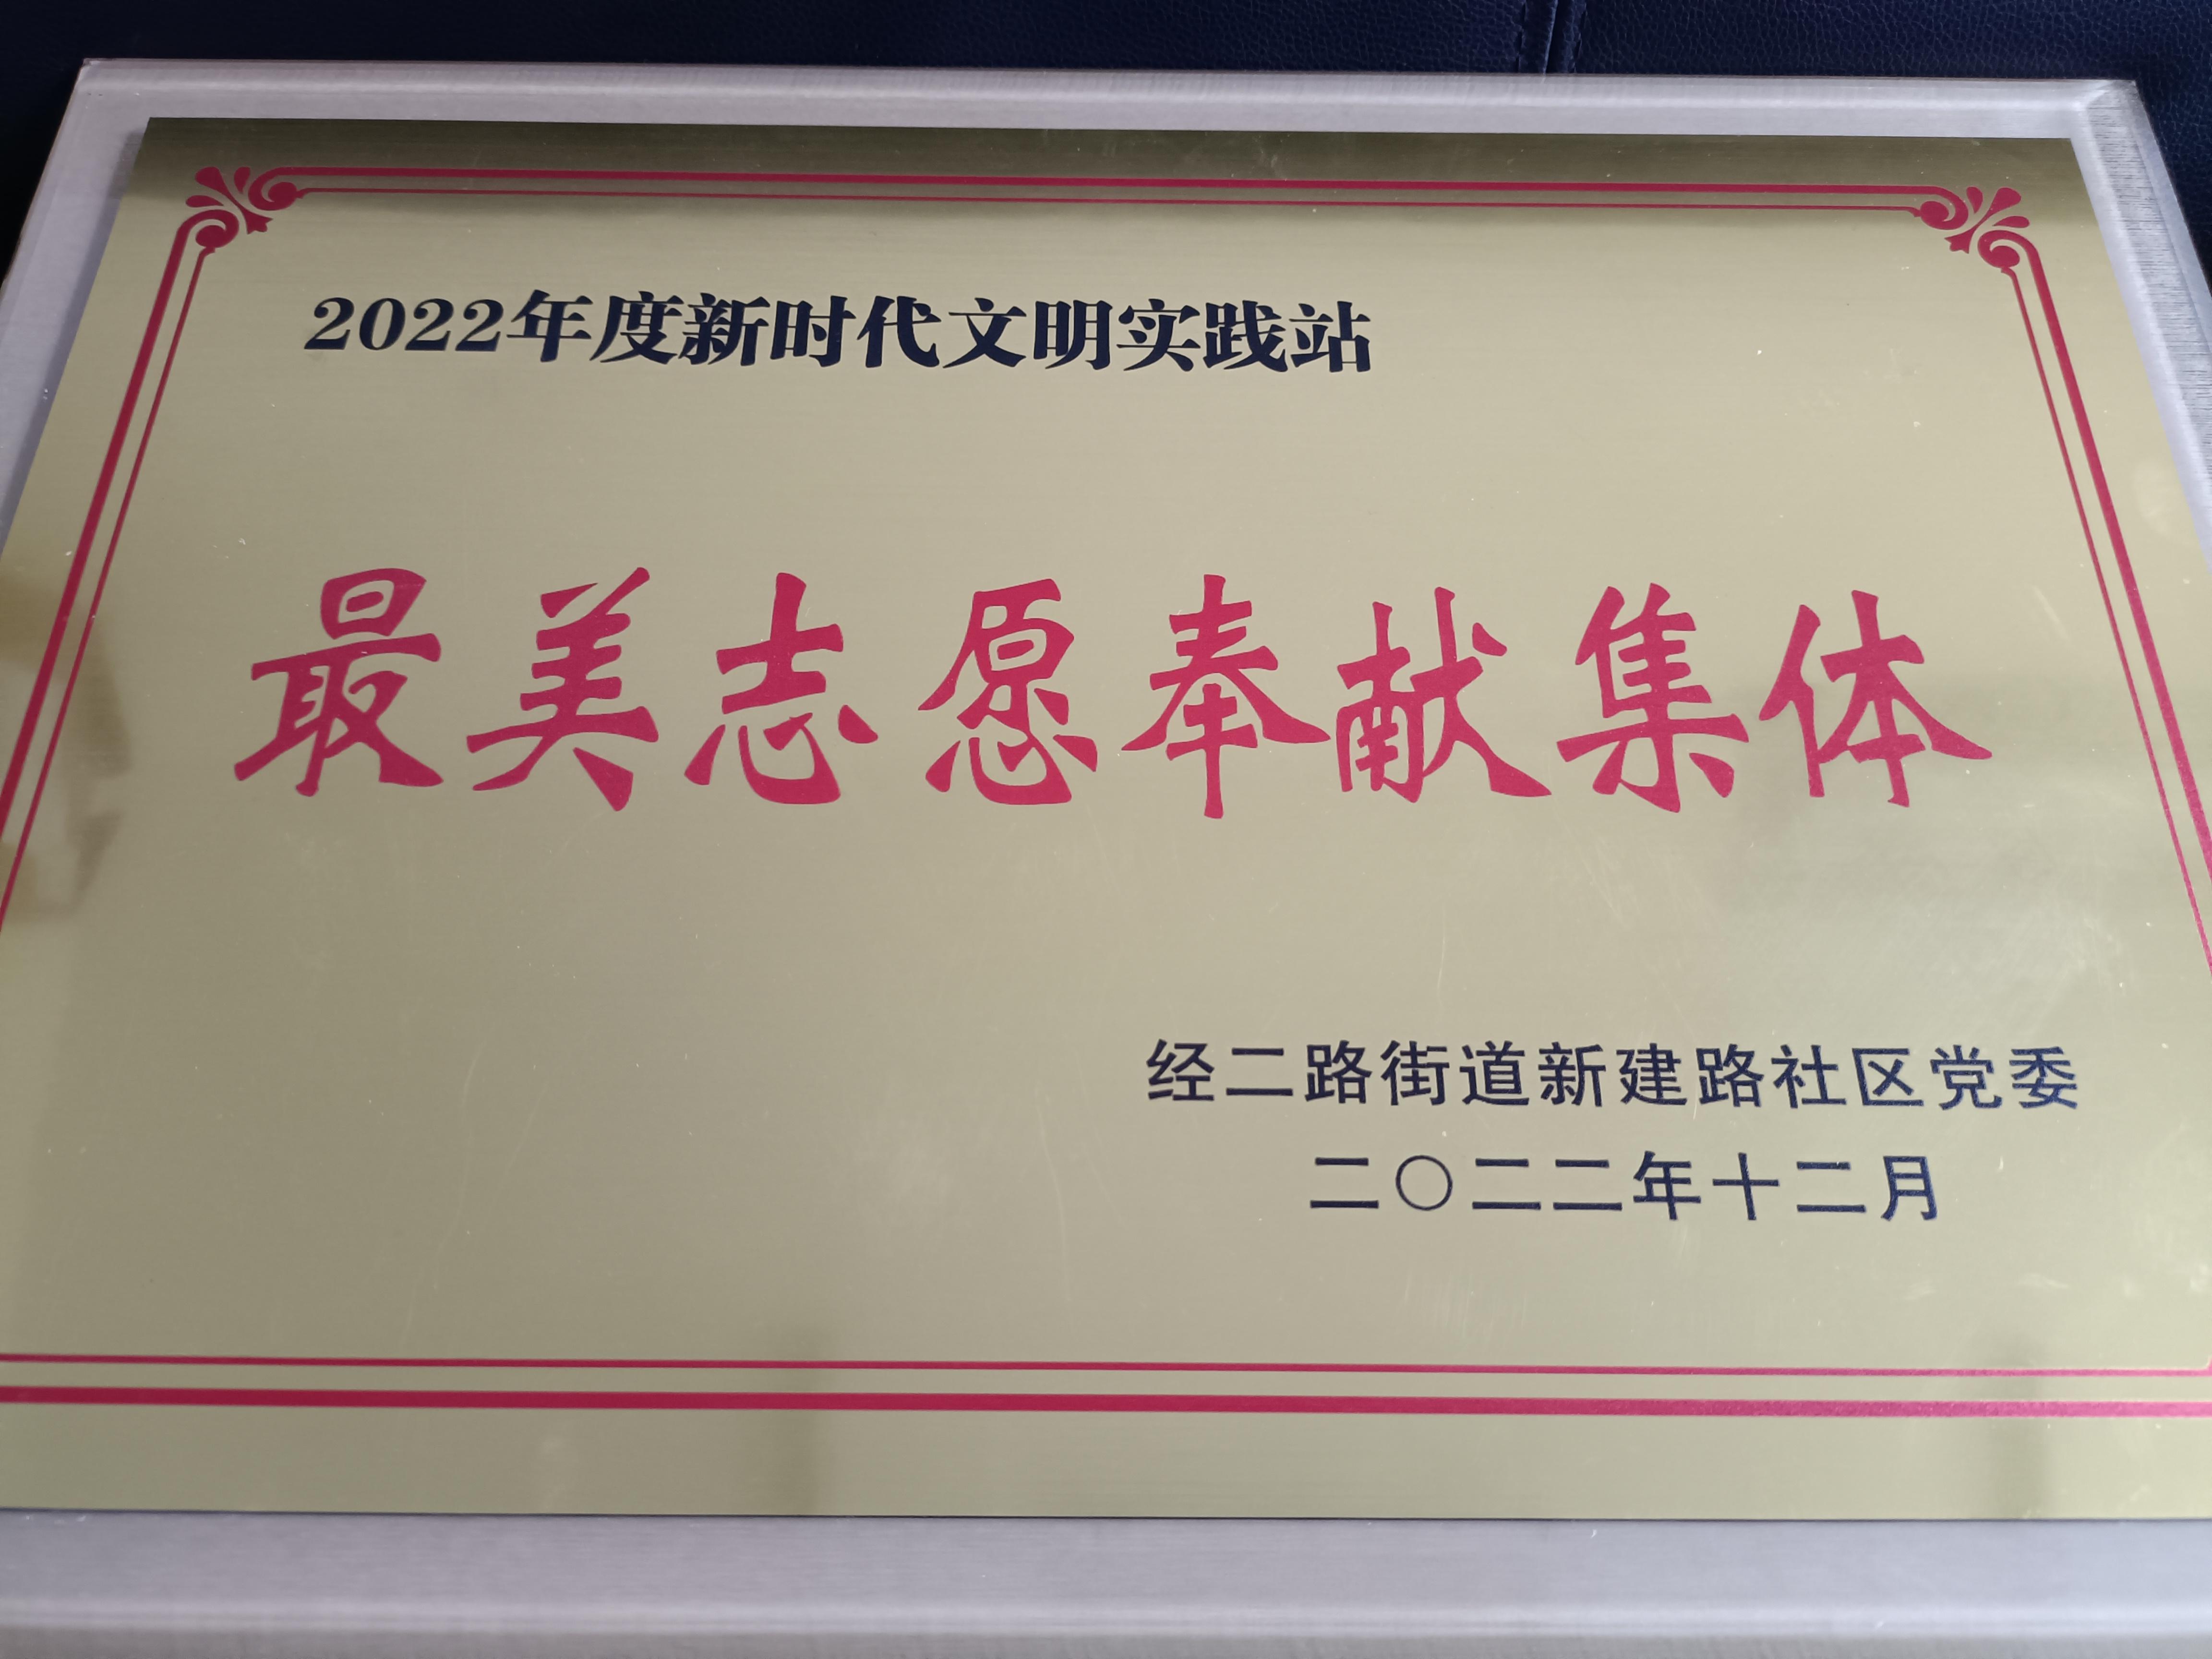 2022年度新时代文明实践站
最美志愿奉献集体
经二路街道新建路社区党委
二〇二二年十二月